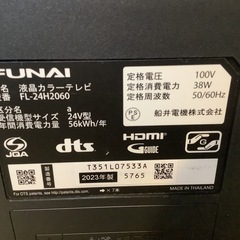 FUNAI
品名 液晶カラーテレビ
形名 FL-24H2060
区分名 a
受信機型サイズ 24V型
年間消費電力量 56kWh/年
定格電圧: 100V
定格消費電力: 38W
定格周波数: 50/60Hz
船井電機株式会社
JQA
dts
HDMI
G GUIDE
T351L07533A
2023年製 5765
7年
MADE IN THAILAND